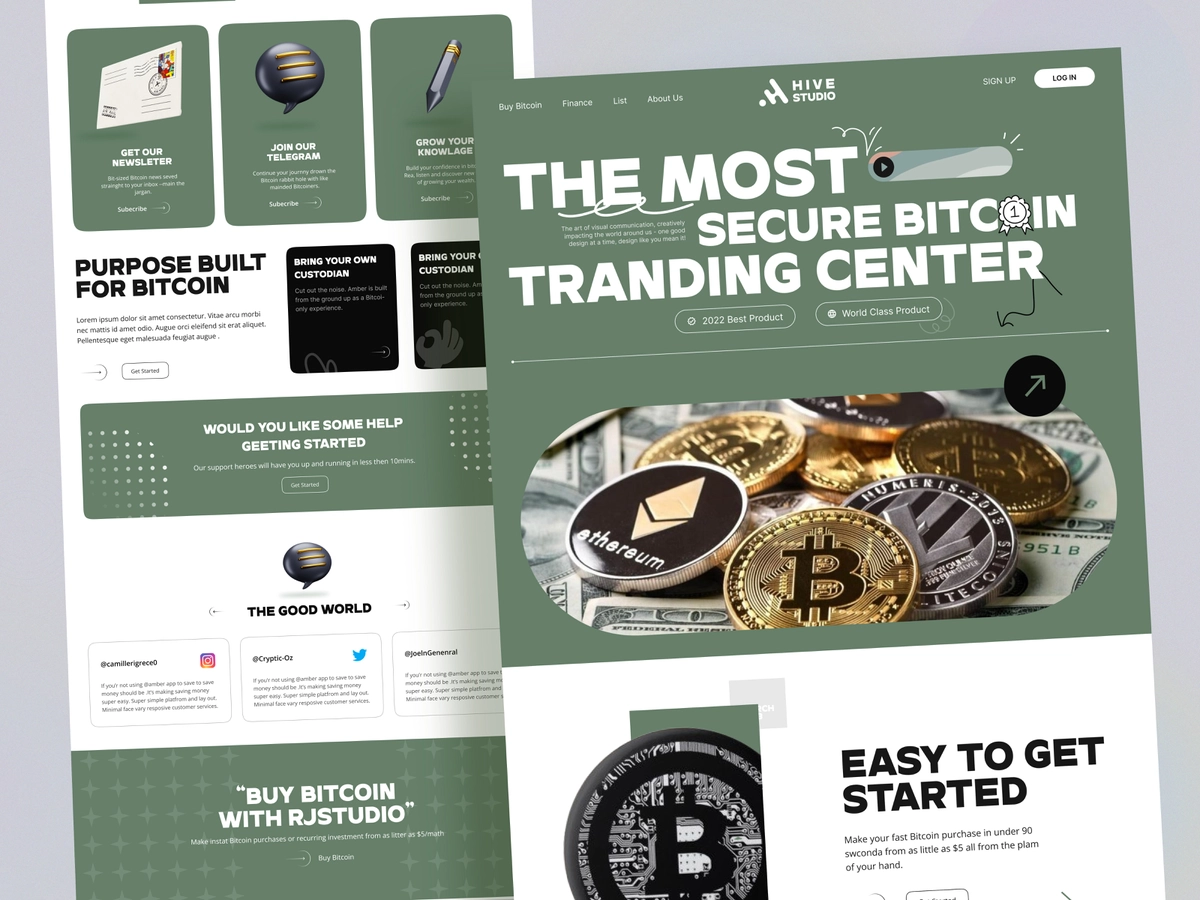 GET OUR
NEWSLETER
Bit-sized Bitcoin news seved
strainght to your inbox –main the
jargan.
Subecribe
JOIN OUR
TELEGRAM
Continue your journey drown the
Bitcoin rabbit hole with like
mainded Bitcoiners.
Subecribe
GROW YOUR
KNOWLAGE
Build your confidence in bitc
Rea, listen and discover new
of growing your wealth
Subecribe
PURPOSE BUILT
FOR BITCOIN
Lorem ipsum dolor sit amet consectetur. Vitae arcu morbi
nec mattis id amet odio. Augue orci eleifend sit erat aliquet.
Pellentesque eget malesuada feugiat augue .
Get Started
BRING YOUR OWN
CUSTODIAN
Cut out the noise. Amber is built
from the ground up as a Bitcoi-
only experience.
BRING YOUR
CUSTODIAN
Cut out the noise.
from the ground up
only experience.
WOULD YOU LIKE SOME HELP
GEETING STARTED
Our support heroes will have you up and running in less then 10mins.
Get Started
THE GOOD WORLD
@camillerigrece0
If you'r not using @amber app to save to save
money should be .It's making saving money
super easy. Super simple platfrom and lay out.
Minimal face vary resposive customer services.
@Cryptic-Oz
If you'r not using @amber app to save to save
money should be .It's making saving money
super easy. Super simple platfrom and lay out.
Minimal face vary resposive customer services.
@JoelnGenenral
If you'r not using @amber app to save
money should be .It's making saving
super easy. Super simple platfrom and
Minimal face vary resposive customer
“BUY BITCOIN
WITH RJSTUDIO”
Make instat Bitcoin purchases or recurring investment from as litter as $5/math
Buy Bitcoin
Buy Bitcoin
Finance
List
About Us
HIVE
STUDIO
SIGN UP
LOG IN
THE MOST
SECURE BITCOIN
1
The art of visual communication, creatively
impacting the world around us - one good
design at a time, design like you mean it!
TRANDING CENTER
2022 Best Product
World Class Product
ethereum
NUMERIS·2013
LITECOINS
951 B
FEDERAL RESERVE
EASY TO GET
STARTED
Make your fast Bitcoin purchase in under 90
swconda from as little as $5 all from the plam
of your hand.